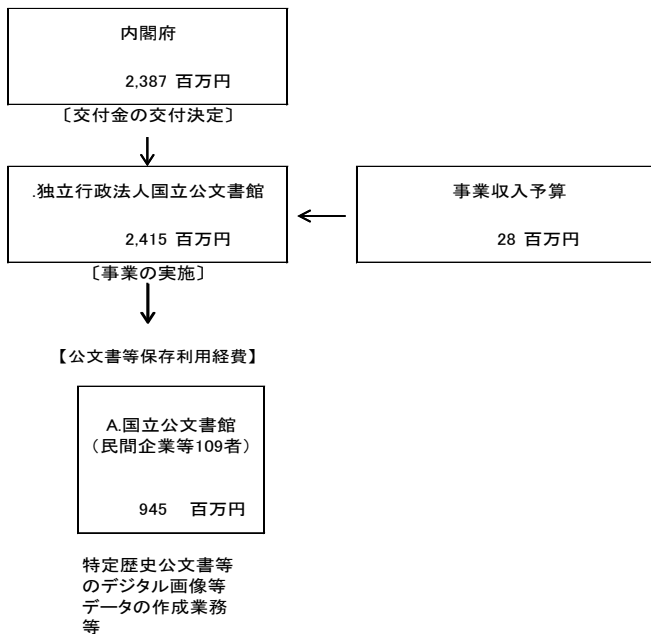 内閣府
2,387 百万円
〔交付金の交付決定〕
.独立行政法人国立公文書館
2,415 百万円
事業収入予算
28 百万円
〔事業の実施〕
【公文書等保存利用経費】
A.国立公文書館
（民間企業等109者）
945 百万円
特定歴史公文書等
のデジタル画像等
データの作成業務
等